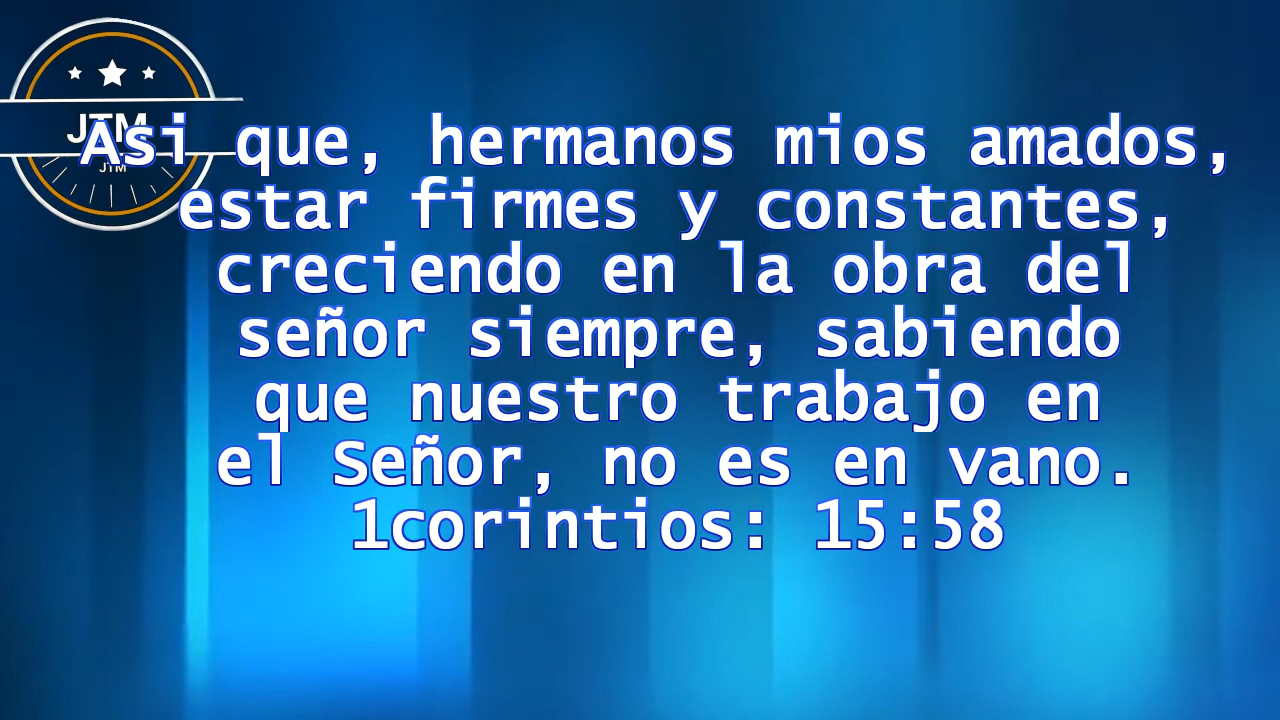 JTM
JTM
Asi que, hermanos mios amados,
estar firmes y constantes,
creciendo en la obra del
señor siempre, sabiendo
que nuestro trabajo en
el Señor, no es en vano.
1corintios: 15:58